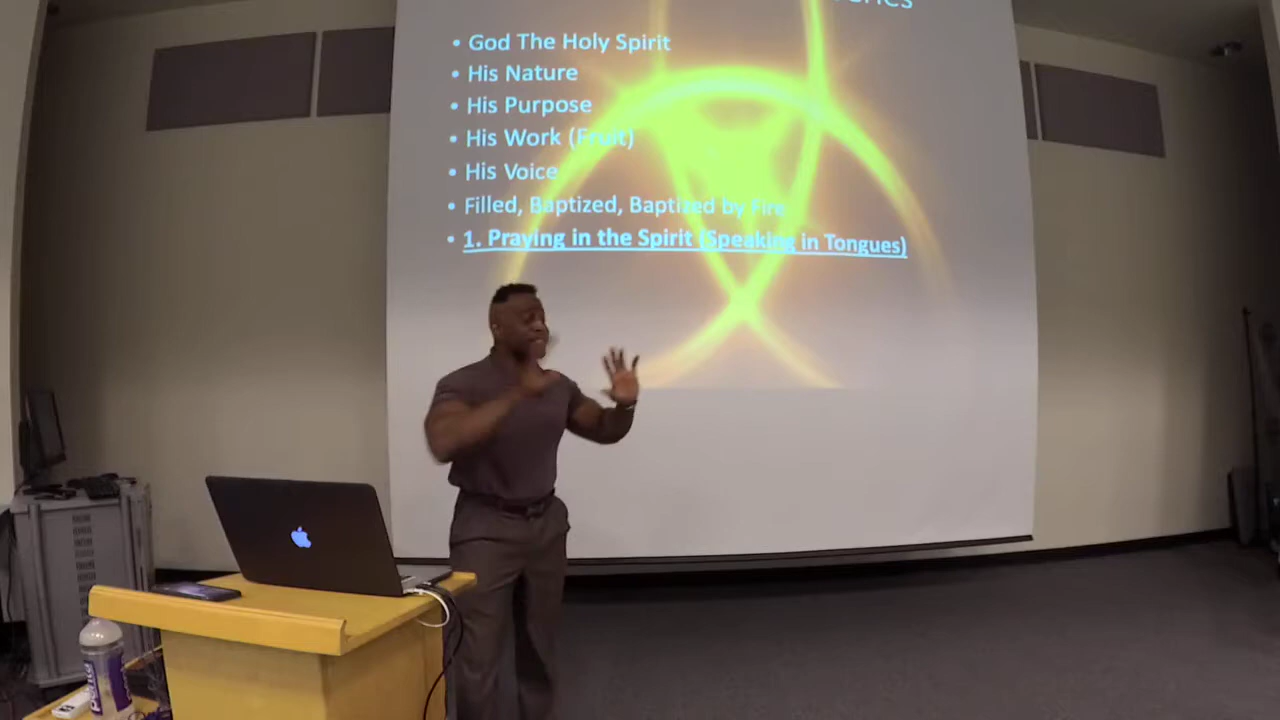 • God The Holy Spirit
• His Nature
• His Purpose
• His Work (Fruit)
• His Voice
• Filled, Baptized, Baptized by Fire
• 1. Praying in the Spirit (Speaking in Tongues)